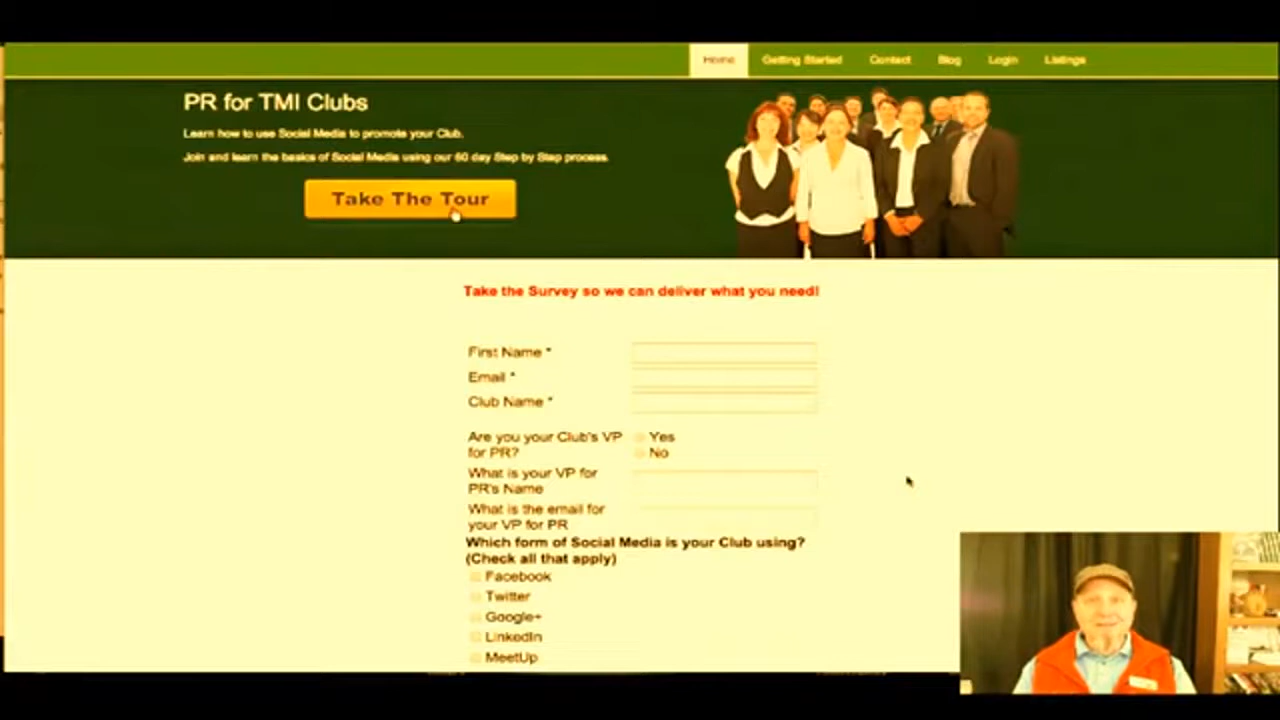 Home Getting Started Contact Blog Login Listings
PR for TMI Clubs
Learn how to use Social Media to promote your Club.
Join and learn the basics of Social Media using our 60 day Step by Step process.
Take The Tour
Take the Survey so we can deliver what you need!
First Name *
Email *
Club Name *
Are you your Club's VP
for PR?
Yes
No
What is your VP for
PR's Name
What is the email for
your VP for PR
Which form of Social Media is your Club using?
(Check all that apply)
Facebook
Twitter
Google+
LinkedIn
MeetUp